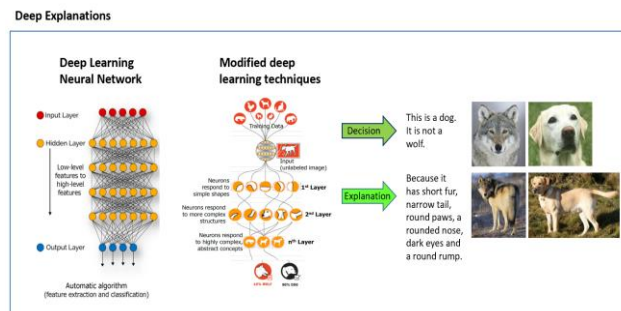 Deep Explanations
Deep Learning
Neural Network
Input Layer
Hidden Layer
Low-level
features to
high-level
features
Output Layer
Automatic algorithm
(feature extraction and classification)
Modified deep
learning techniques
Training Data
Input
(unlabeled image)
Neurons respond to
simple shapes
1st Layer
Neurons respond
to more complex
structures
2nd Layer
Neurons respond
to highly complex,
abstract concepts
nth Layer
Decision
This is a dog.
It is not a
wolf.
Explanation
Because it
has short fur,
narrow tail,
round paws, a
rounded nose,
dark eyes and
a round rump.